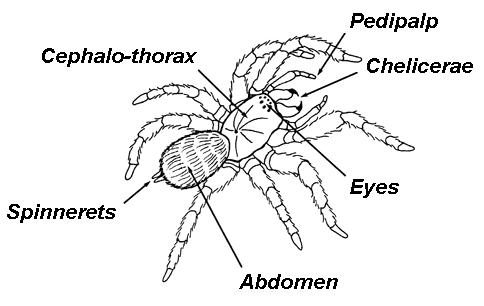 Pedipalp
Cephalo-thorax
Chelicerae
Eyes
Spinnerets
Abdomen